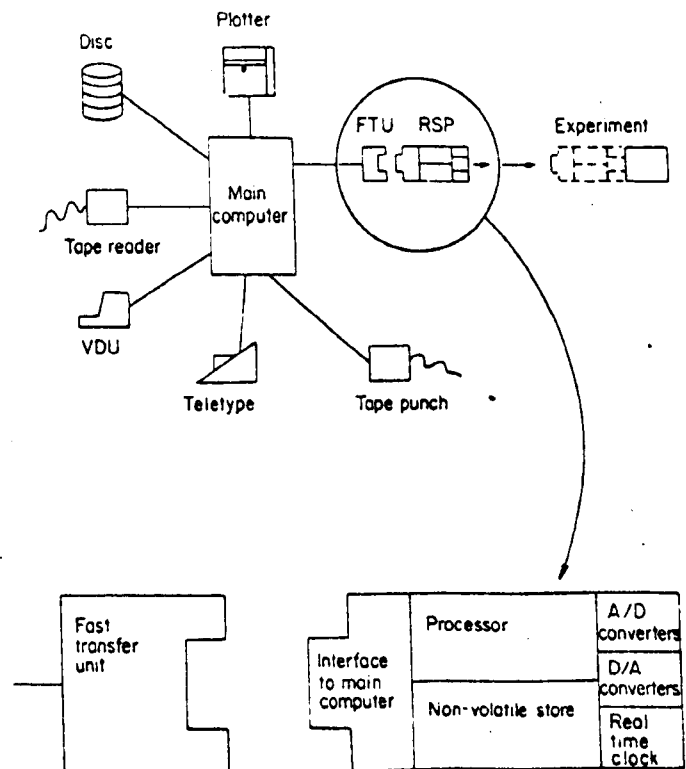 Plotter
Disc
FTU RSP Experiment
Main
computer
Tape reader
VDU
Teletype
Tape punch
Fast
transfer
unit
Interface
to main
computer
Processor
Non-volatile store
A/D
converters
D/A
converters
Real
time
clock